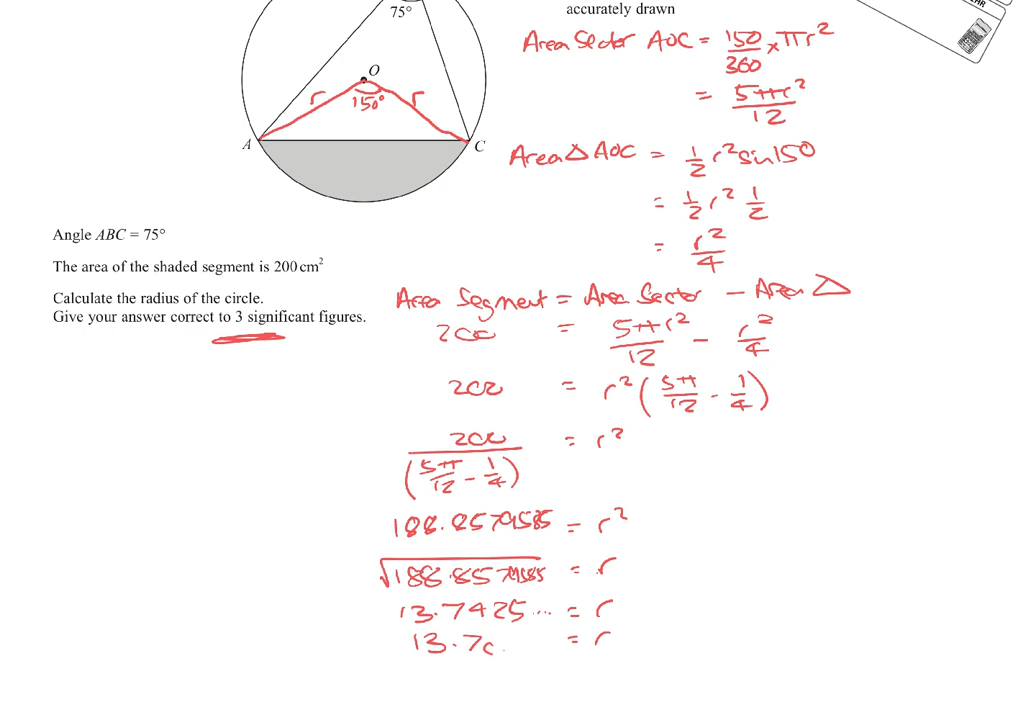 75°
accurately drawn
Area Sector AOC = 150/360 × πr²
= 5πr²/12
O
r r
150°
A C
Area △ AOC = 1/2 r² sin 150
= 1/2 r² 1/2
= r²/4
Angle ABC = 75°
The area of the shaded segment is 200 cm²
Calculate the radius of the circle.
Give your answer correct to 3 significant figures.
Area Segment = Area Sector - Area △
200 = 5πr²/12 - r²/4
200 = r² (5π/12 - 1/4)
200/(5π/12 - 1/4) = r²
188.8579585 = r²
√188.8579585 = r
13.7425... = r
13.7c. = r